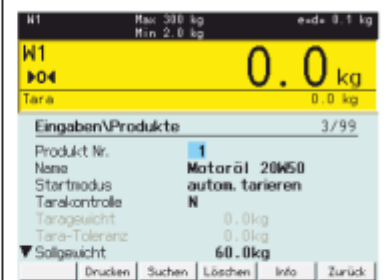 W1 Max 300 kg e=d= 0.1 kg
Min 2.0 kg
W1
▶0◀ 0.0 kg
Tara 0.0 kg
Eingaben\Produkte 3/99
Produkt Nr. 1
Name Motoröl 20W50
Startmodus autom. tarieren
Tarakontrolle N
Taragewicht 0.0kg
Tara-Toleranz 0.0kg
▼ Sollgewicht 60.0kg
Drucken Suchen Löschen Info Zurück